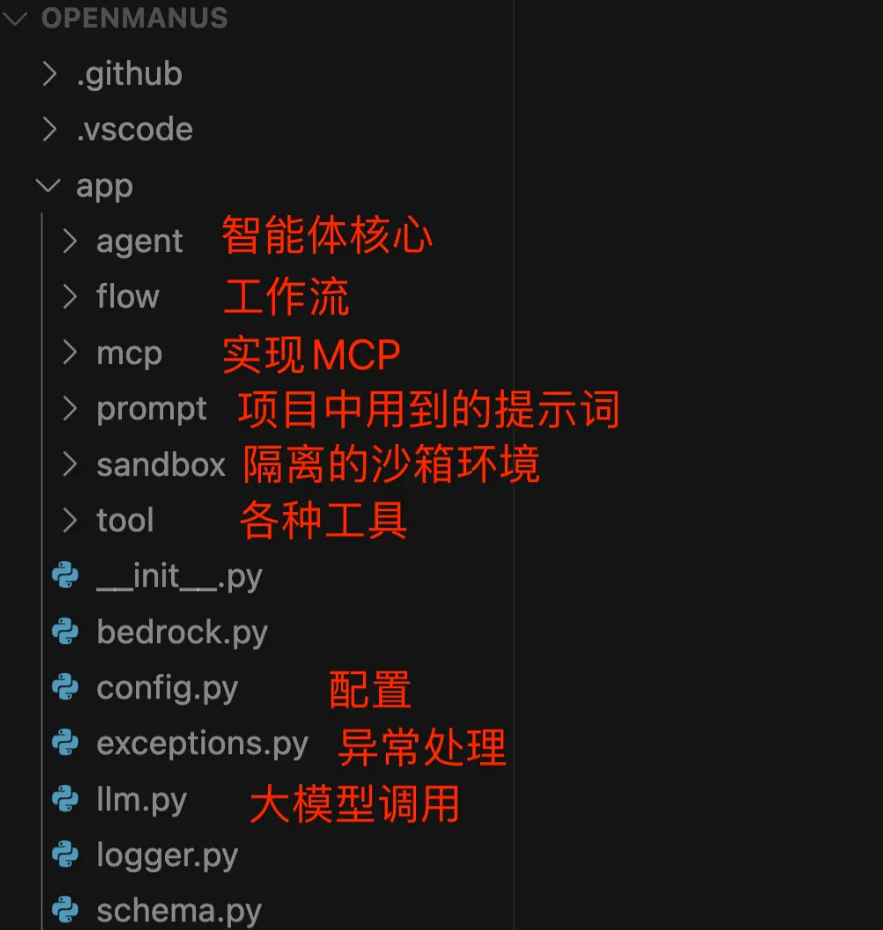 OPENMANUS
.github
.vscode
app
agent 智能体核心
flow 工作流
mcp 实现MCP
prompt 项目中用到的提示词
sandbox 隔离的沙箱环境
tool 各种工具
__init__.py
bedrock.py
config.py 配置
exceptions.py 异常处理
llm.py 大模型调用
logger.py
schema.py